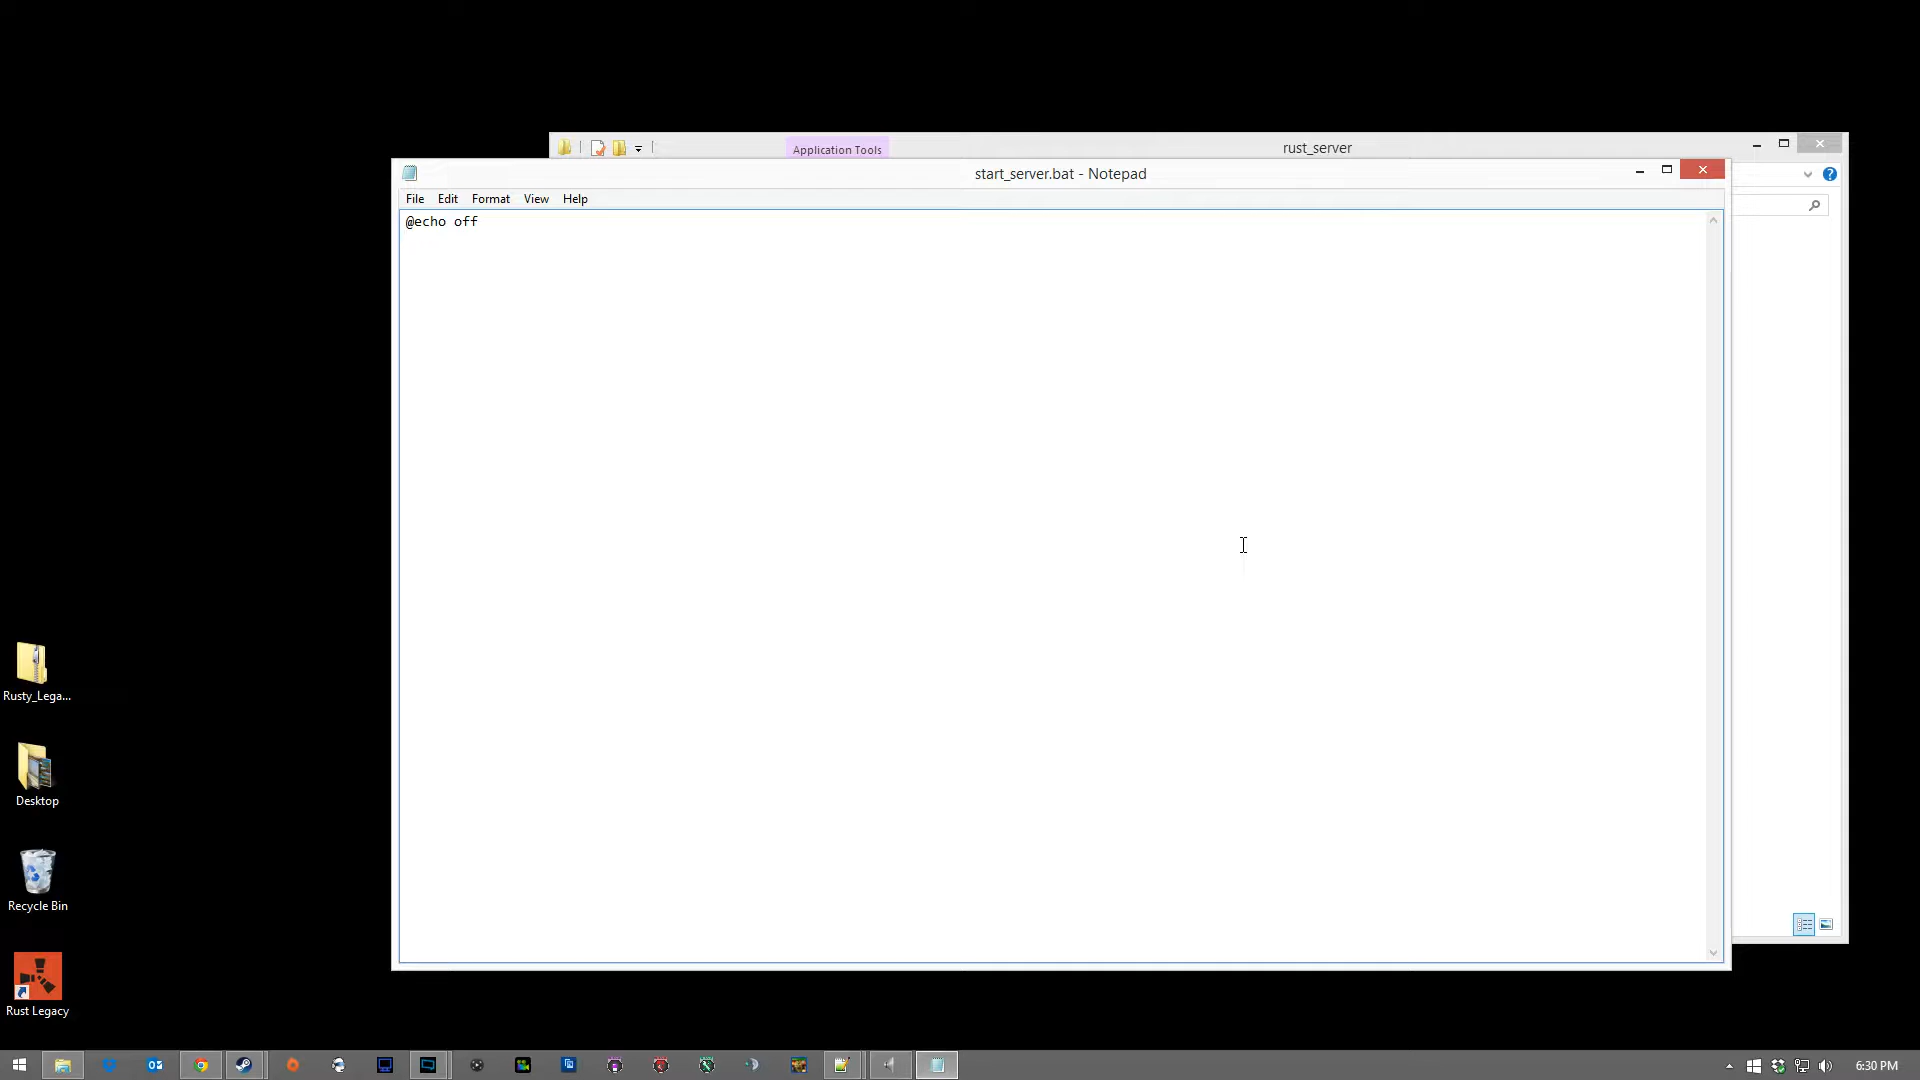 Application Tools
rust_server
start_server.bat - Notepad
File Edit Format View Help
@echo off
Rusty_Lega...
Desktop
Recycle Bin
Rust Legacy
6:30 PM